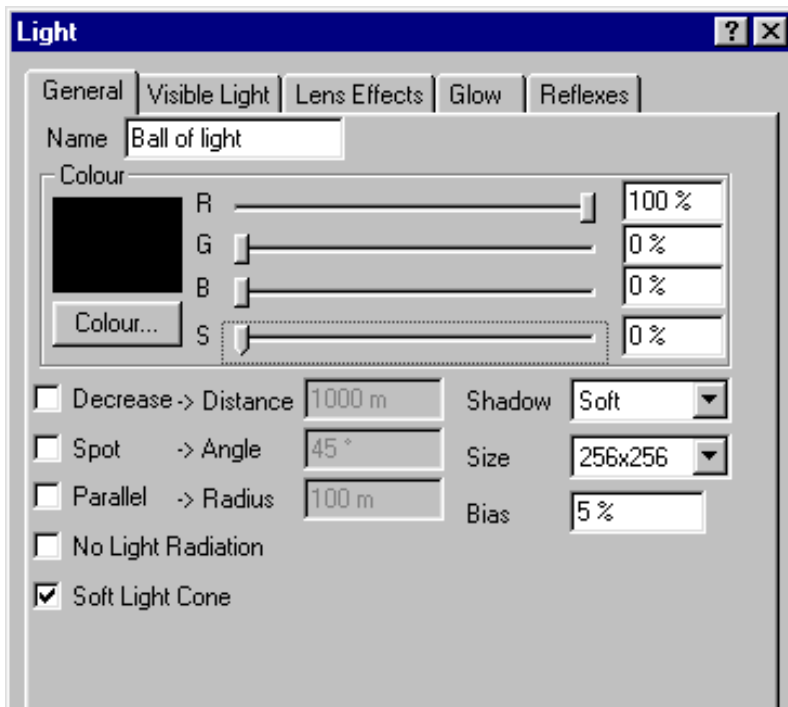 Light
General Visible Light Lens Effects Glow Reflexes
Name Ball of light
Colour
R 100 %
G 0 %
B 0 %
Colour... S 0 %
Decrease -> Distance 1000 m Shadow Soft
Spot -> Angle 45 ° Size 256x256
Parallel -> Radius 100 m Bias 5 %
No Light Radiation
Soft Light Cone